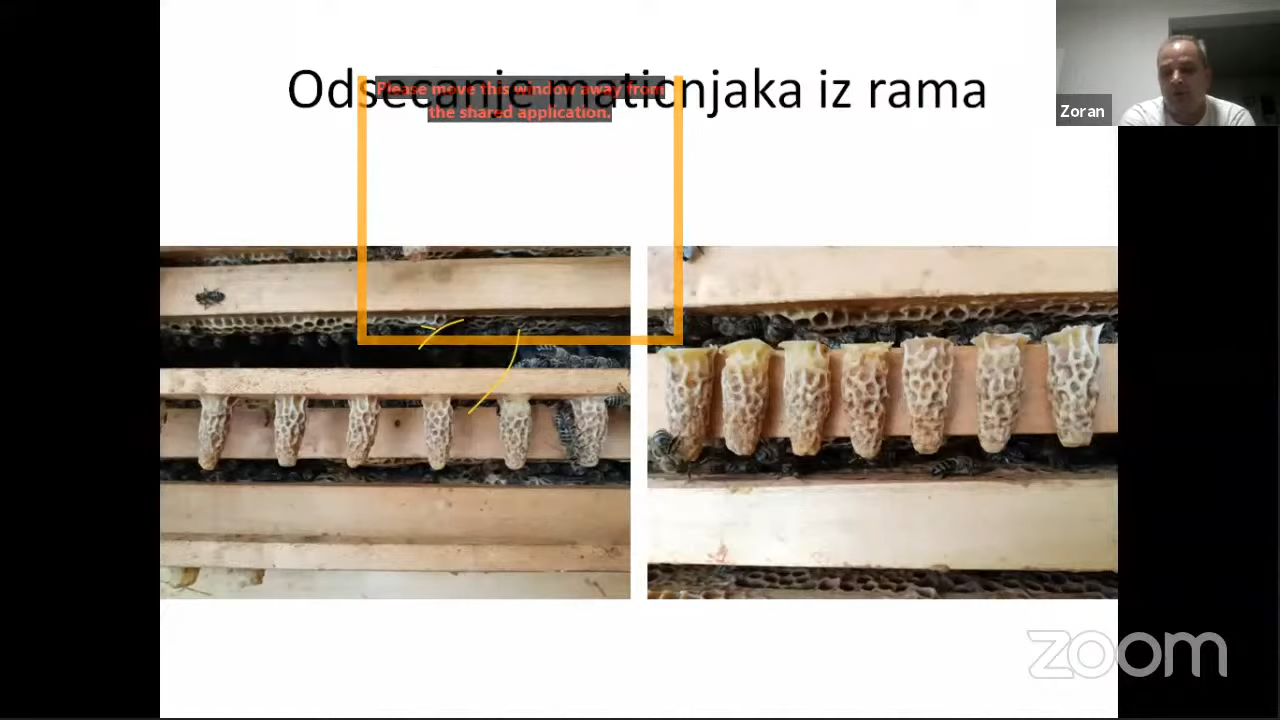 Odsecanje matičnjaka iz rama
Please move this window away from
the shared application.
Zoran
zoom